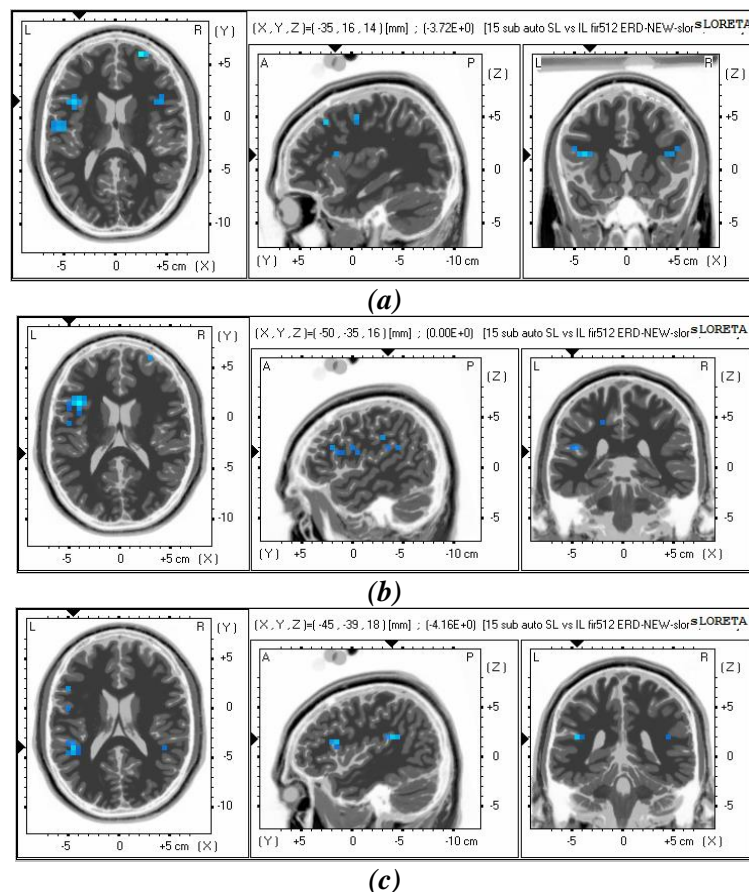 L R (Y) (X, Y, Z)=( -35 , 16 , 14 ) [mm] ; (-3.72E+0) [15 sub auto SL vs IL fir512 ERD-NEW-slor sLORETA
A P (Z) L R (Z)
+5 +5 +5
0 0 0
-5 -5 -5
-10
-5 0 +5 cm (X) (Y) +5 0 -5 -10 cm -5 0 +5 cm (X)
(a)
L R (Y) (X, Y, Z)=( -50 , -35 , 16 ) [mm] ; (0.00E+0) [15 sub auto SL vs IL fir512 ERD-NEW-slor sLORETA
A P (Z) L R (Z)
+5 +5 +5
0 0 0
-5 -5 -5
-10
-5 0 +5 cm (X) (Y) +5 0 -5 -10 cm -5 0 +5 cm (X)
(b)
L R (Y) (X, Y, Z)=( -45 , -39 , 18 ) [mm] ; (-4.16E+0) [15 sub auto SL vs IL fir512 ERD-NEW-slor sLORETA
A P (Z) L R (Z)
+5 +5 +5
0 0 0
-5 -5 -5
-10
-5 0 +5 cm (X) (Y) +5 0 -5 -10 cm -5 0 +5 cm (X)
(c)